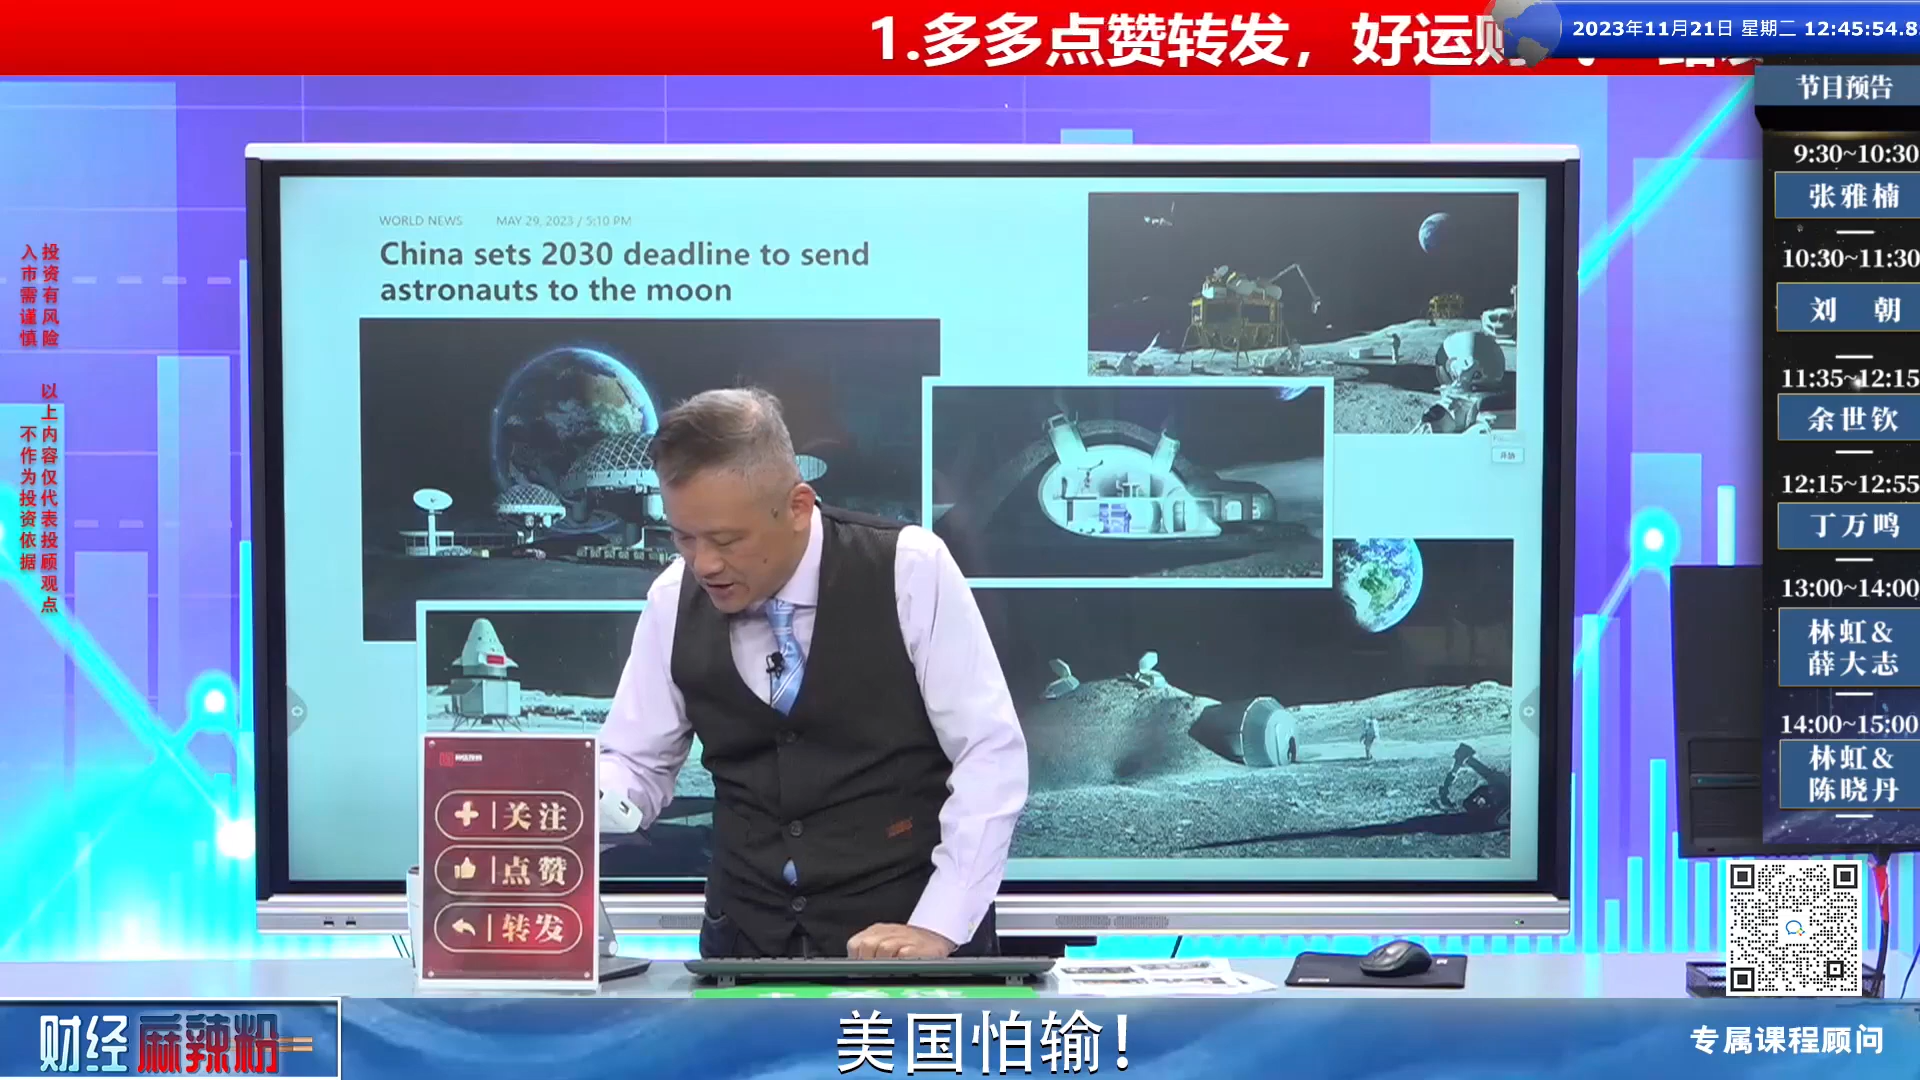 1.多多点赞转发，好运
2023年11月21日 星期二 12:45:54.8
节目预告
9:30~10:30
张雅楠
10:30~11:30
刘 朝
11:35~12:15
余世钦
12:15~12:55
丁万鸣
13:00~14:00
林虹&
薛大志
14:00~15:00
林虹&
陈晓丹
投资有风险
入市需谨慎
以上内容仅代表投顾观点
不作为投资依据
WORLD NEWS MAY 29, 2023 / 5:10 PM
China sets 2030 deadline to send
astronauts to the moon
关注
点赞
转发
财经麻辣粉
美国怕输！
专属课程顾问